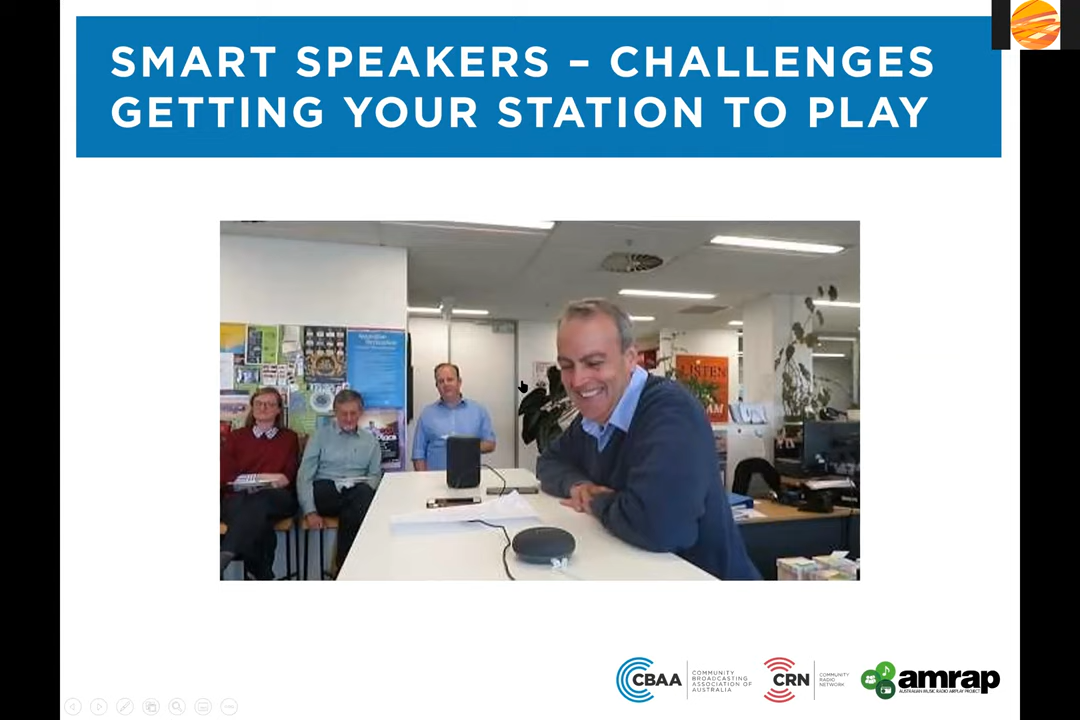 SMART SPEAKERS – CHALLENGES
GETTING YOUR STATION TO PLAY
LISTEN
CBAA
COMMUNITY
BROADCASTING
ASSOCIATION OF
AUSTRALIA
CRN
COMMUNITY
RADIO
NETWORK
amrap
AUSTRALIAN MUSIC RADIO AIRPLAY PROJECT